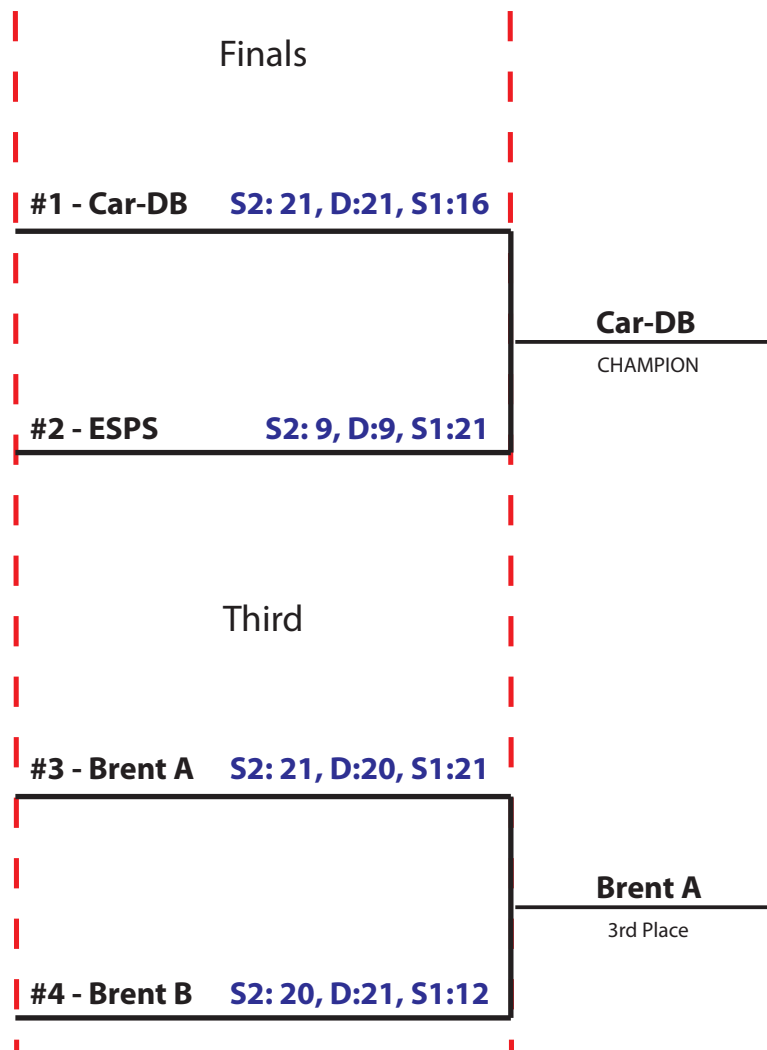 Finals
#1 - Car-DB S2: 21, D:21, S1:16
Car-DB
CHAMPION
#2 - ESPS S2: 9, D:9, S1:21
Third
#3 - Brent A S2: 21, D:20, S1:21
Brent A
3rd Place
#4 - Brent B S2: 20, D:21, S1:12